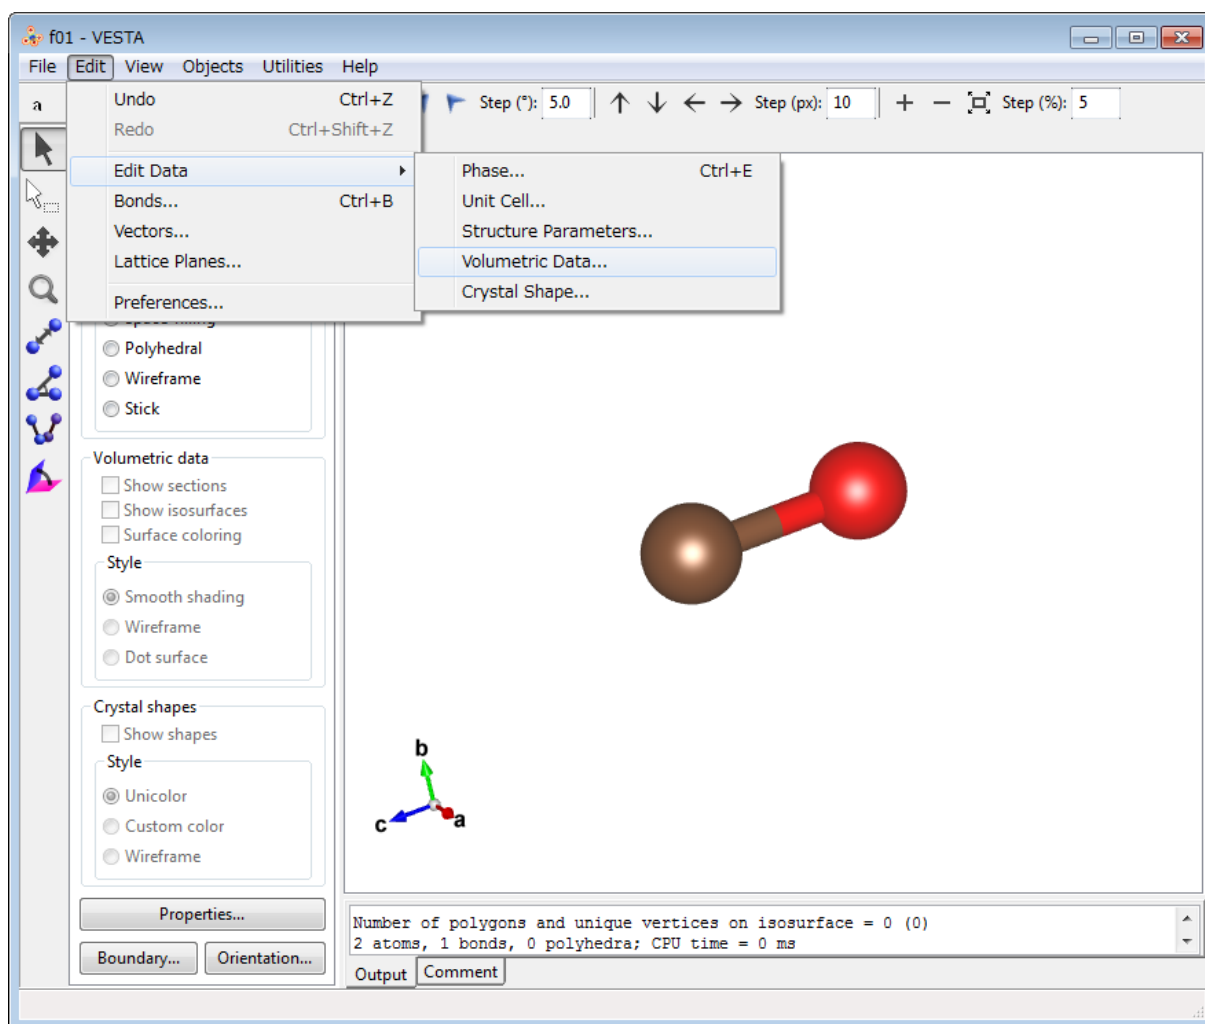 f01 - VESTA
File Edit View Objects Utilities Help
a Step (°): 5.0 Step (px): 10 Step (%): 5
Undo Ctrl+Z
Redo Ctrl+Shift+Z
Edit Data
Bonds... Ctrl+B
Vectors...
Lattice Planes...
Preferences...
Phase... Ctrl+E
Unit Cell...
Structure Parameters...
Volumetric Data...
Crystal Shape...
Polyhedral
Wireframe
Stick
Volumetric data
Show sections
Show isosurfaces
Surface coloring
Style
Smooth shading
Wireframe
Dot surface
Crystal shapes
Show shapes
Style
Unicolor
Custom color
Wireframe
Properties...
Boundary... Orientation...
b
c
a
Number of polygons and unique vertices on isosurface = 0 (0)
2 atoms, 1 bonds, 0 polyhedra; CPU time = 0 ms
Output Comment